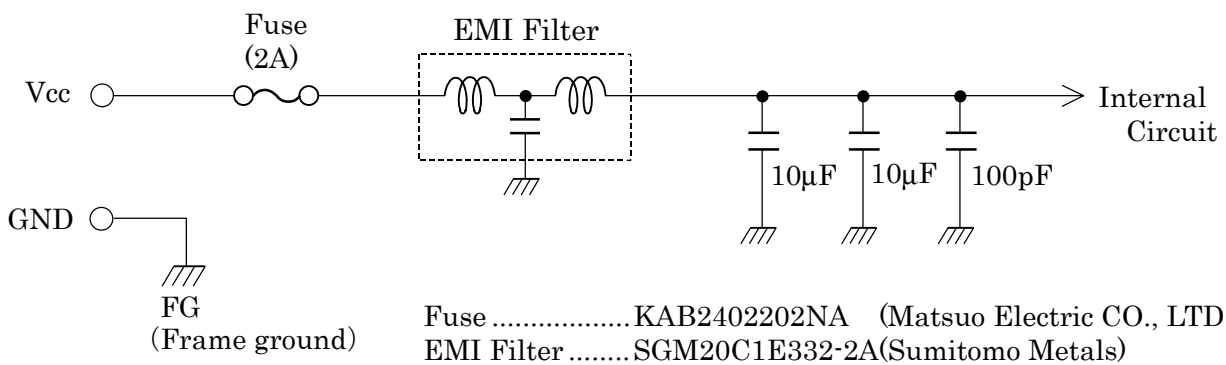 Fuse
(2A)
EMI Filter
Vcc
Internal
Circuit
10μF
10μF
100pF
GND
FG
(Frame ground)
Fuse .................. KAB2402202NA (Matsuo Electric CO., LTD
EMI Filter ........ SGM20C1E332-2A(Sumitomo Metals)